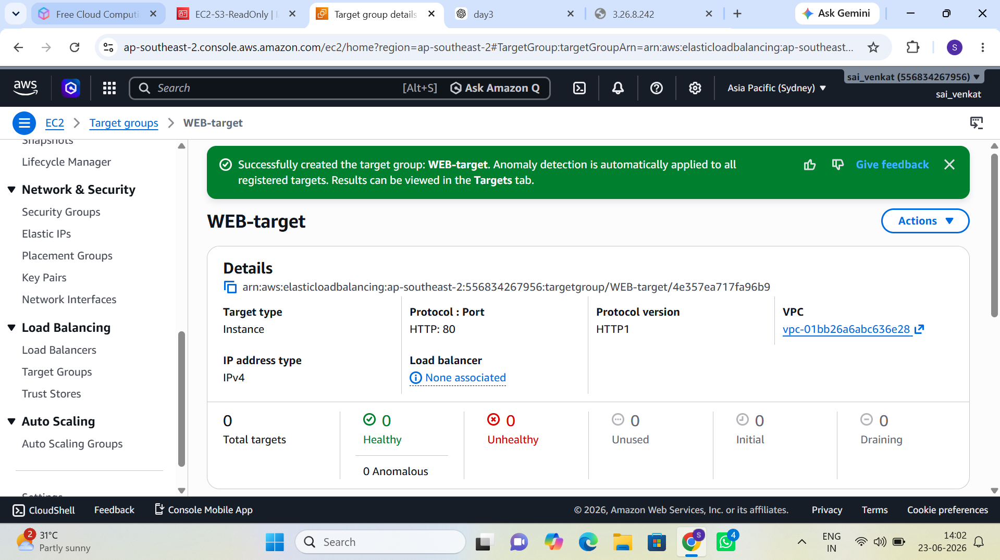 Free Cloud Computi
EC2-S3-ReadOnly | I
Target group details
day3
3.26.8.242
Ask Gemini
ap-southeast-2.console.aws.amazon.com/ec2/home?region=ap-southeast-2#TargetGroup:targetGroupArn=arn:aws:elasticloadbalancing:ap-southeast...
S
aws
Search
[Alt+S]
Ask Amazon Q
Asia Pacific (Sydney)
sai_venkat (556834267956)
sai_venkat
EC2
Target groups
WEB-target
Snapshots
Lifecycle Manager
Network & Security
Security Groups
Elastic IPs
Placement Groups
Key Pairs
Network Interfaces
Load Balancing
Load Balancers
Target Groups
Trust Stores
Auto Scaling
Auto Scaling Groups
Settings
Successfully created the target group: WEB-target. Anomaly detection is automatically applied to all
registered targets. Results can be viewed in the Targets tab.
Give feedback
WEB-target
Actions
Details
arn:aws:elasticloadbalancing:ap-southeast-2:556834267956:targetgroup/WEB-target/4e357ea717fa96b9
Target type
Instance
Protocol : Port
HTTP: 80
Protocol version
HTTP1
VPC
vpc-01bb26a6abc636e28
IP address type
IPv4
Load balancer
None associated
0
Total targets
0
Healthy
0 Anomalous
0
Unhealthy
0
Unused
0
Initial
0
Draining
CloudShell
Feedback
Console Mobile App
© 2026, Amazon Web Services, Inc. or its affiliates.
Privacy
Terms
Cookie preferences
2
31°C
Partly sunny
Search
S
4
ENG
IN
14:02
23-06-2026